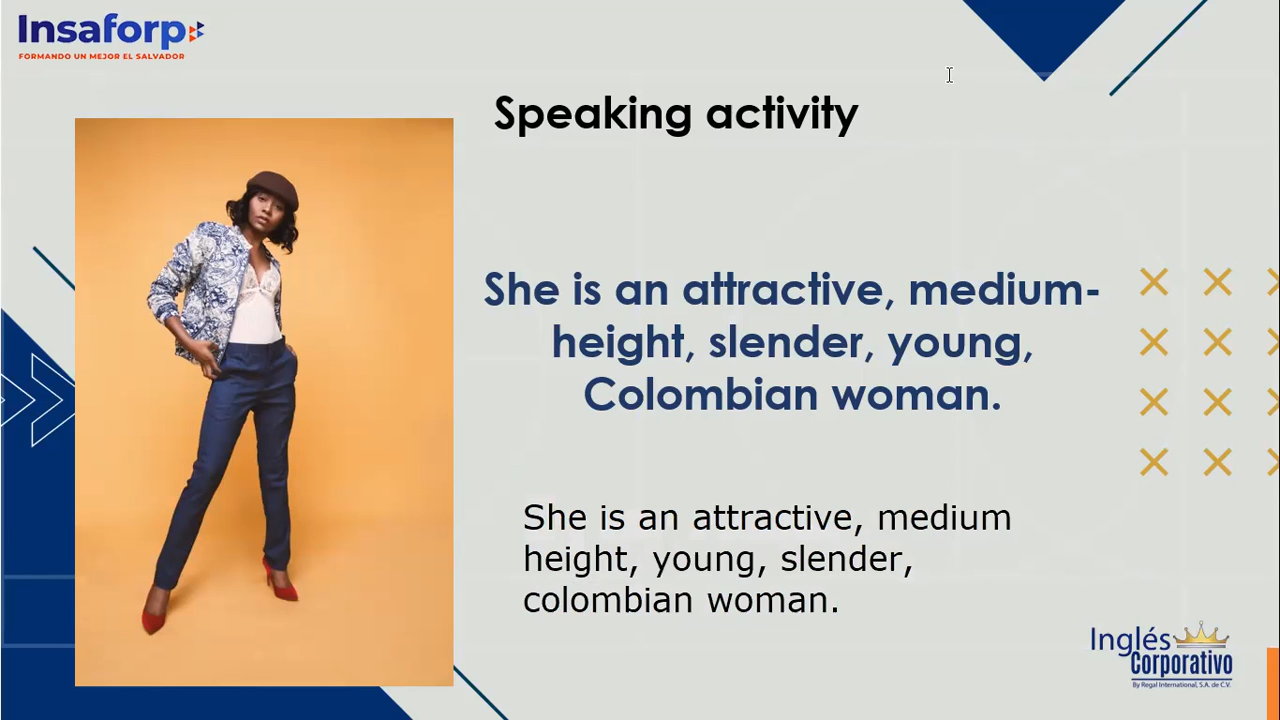 Insaforp
FORMANDO UN MEJOR EL SALVADOR
Speaking activity
She is an attractive, medium-
height, slender, young,
Colombian woman.
She is an attractive, medium
height, young, slender,
colombian woman.
Inglés
Corporativo
By Regal International, S.A. de C.V.